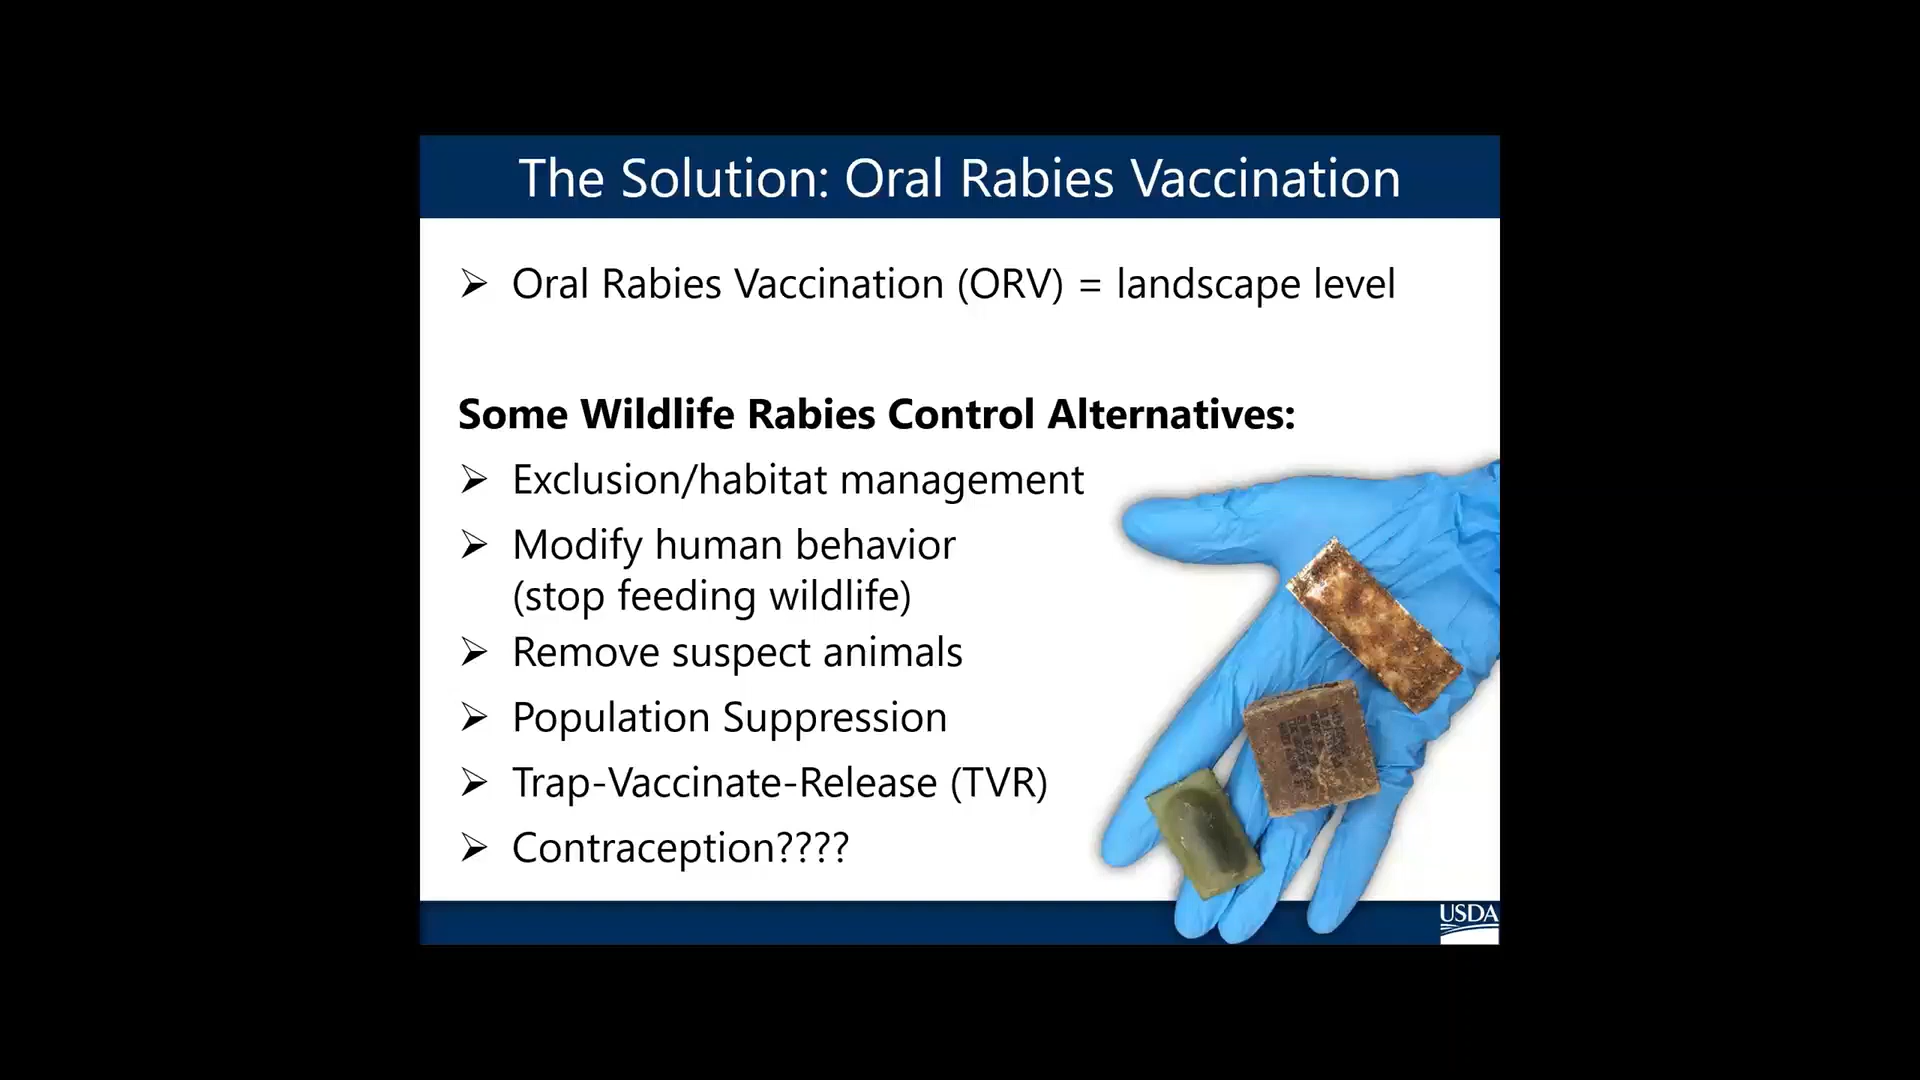 The Solution: Oral Rabies Vaccination
➢ Oral Rabies Vaccination (ORV) = landscape level
Some Wildlife Rabies Control Alternatives:
➢ Exclusion/habitat management
➢ Modify human behavior
(stop feeding wildlife)
➢ Remove suspect animals
➢ Population Suppression
➢ Trap-Vaccinate-Release (TVR)
➢ Contraception????
USDA